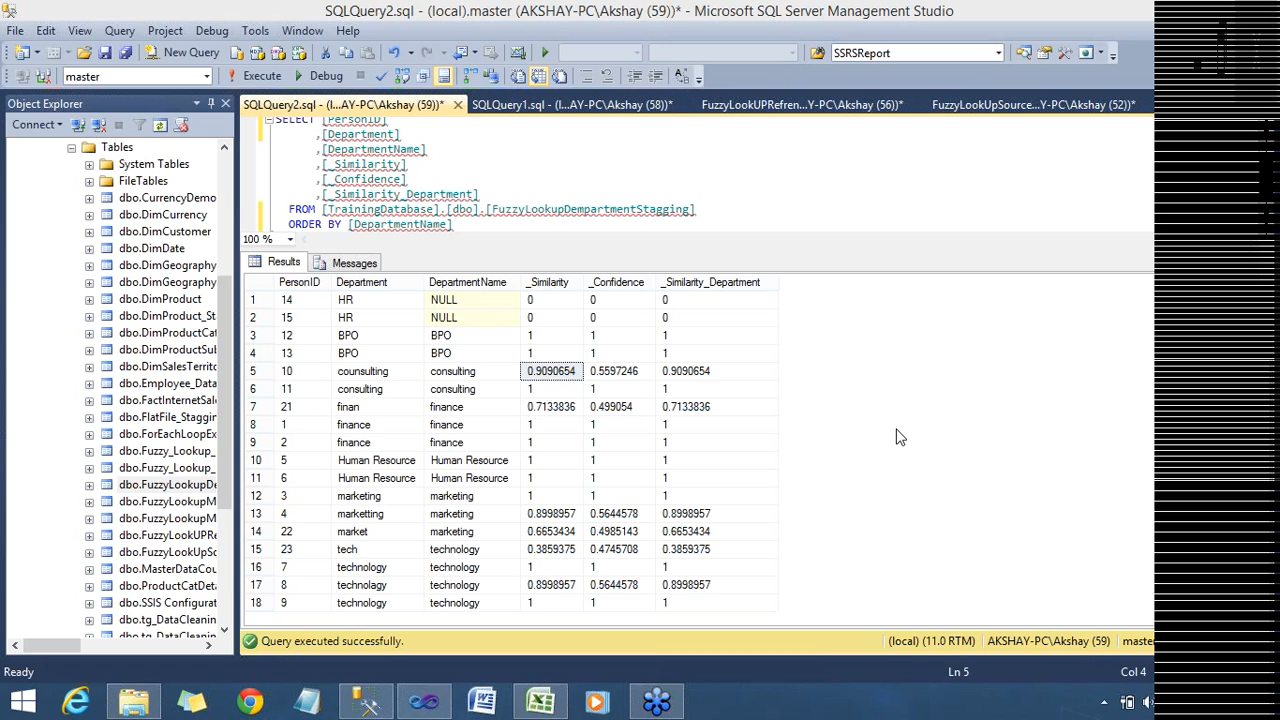 SQLQuery2.sql - (local).master (AKSHAY-PC\Akshay (59))* - Microsoft SQL Server Management Studio
File Edit View Query Project Debug Tools Window Help
New Query SSRSReport
master Execute Debug
Object Explorer SQLQuery2.sql - (l...AY-PC\Akshay (59))* SQLQuery1.sql - (l...AY-PC\Akshay (58))* FuzzyLookUPRefren...Y-PC\Akshay (56))* FuzzyLookUpSource...Y-PC\Akshay (52))*
Connect
Tables
System Tables
FileTables
dbo.CurrencyDemo
dbo.DimCurrency
dbo.DimCustomer
dbo.DimDate
dbo.DimGeography
dbo.DimGeography
dbo.DimProduct
dbo.DimProduct_St
dbo.DimProductCat
dbo.DimProductSub
dbo.DimSalesTerrito
dbo.Employee_Data
dbo.FactInternetSal
dbo.FlatFile_Staggin
dbo.ForEachLoopEx
dbo.Fuzzy_Lookup_
dbo.Fuzzy_Lookup_
dbo.FuzzyLookupDe
dbo.FuzzyLookupM
dbo.FuzzyLookupM
dbo.FuzzyLookUPRe
dbo.FuzzyLookUpSo
dbo.MasterDataCou
dbo.ProductCatDet
dbo.SSIS Configurat
dbo.tg_DataCleanin
SELECT [PersonID]
,[Department]
,[DepartmentName]
,[_Similarity]
,[_Confidence]
,[_Similarity_Department]
FROM [TrainingDatabase].[dbo].[FuzzyLookupDempartmentStagging]
ORDER BY [DepartmentName]
100 %
Results Messages
PersonID Department DepartmentName _Similarity _Confidence _Similarity_Department
1 14 HR NULL 0 0 0
2 15 HR NULL 0 0 0
3 12 BPO BPO 1 1 1
4 13 BPO BPO 1 1 1
5 10 counsulting consulting 0.9090654 0.5597246 0.9090654
6 11 consulting consulting 1 1 1
7 21 finan finance 0.7133836 0.499054 0.7133836
8 1 finance finance 1 1 1
9 2 finance finance 1 1 1
10 5 Human Resource Human Resource 1 1 1
11 6 Human Resource Human Resource 1 1 1
12 3 marketing marketing 1 1 1
13 4 marketting marketing 0.8998957 0.5644578 0.8998957
14 22 market marketing 0.6653434 0.4985143 0.6653434
15 23 tech technology 0.3859375 0.4745708 0.3859375
16 7 technology technology 1 1 1
17 8 technolagy technology 0.8998957 0.5644578 0.8998957
18 9 technology technology 1 1 1
Query executed successfully. (local) (11.0 RTM) AKSHAY-PC\Akshay (59) maste
Ready Ln 5 Col 4